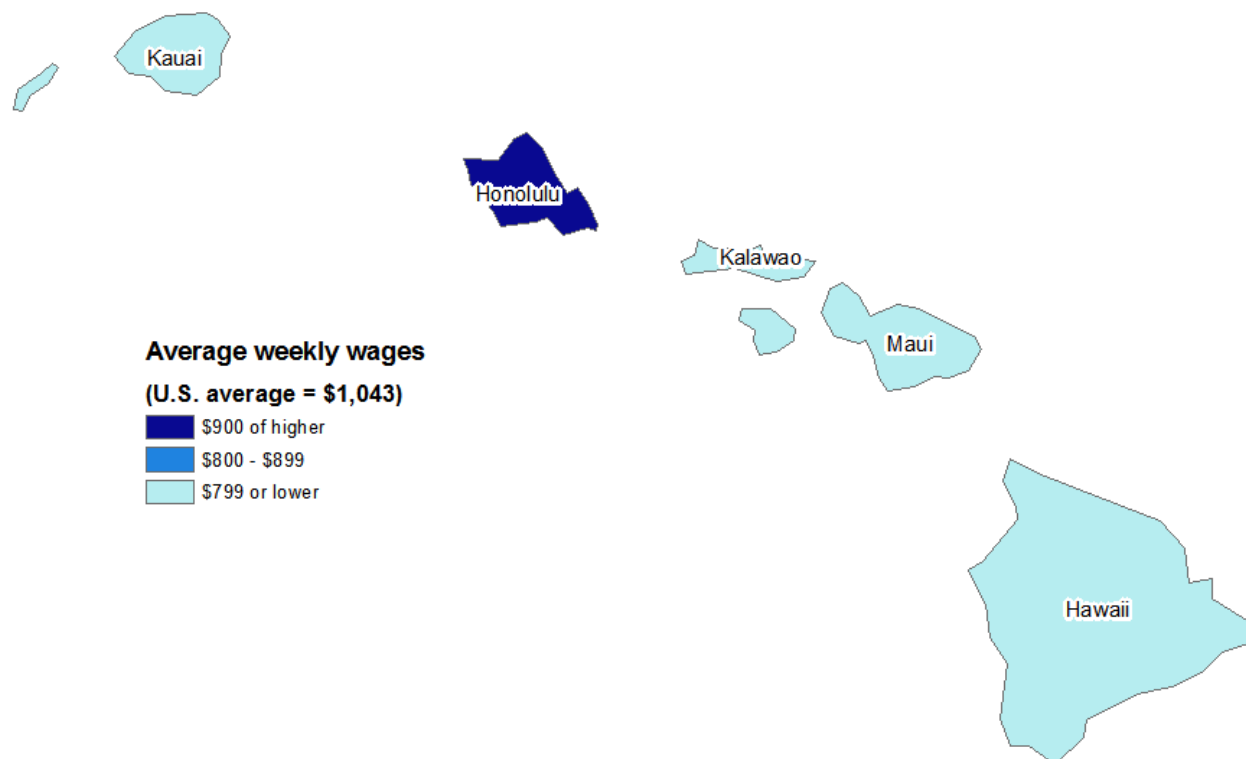 Kauai
Honolulu
Kalawao
Maui
Average weekly wages
(U.S. average = $1,043)
$900 of higher
$800 - $899
$799 or lower
Hawaii